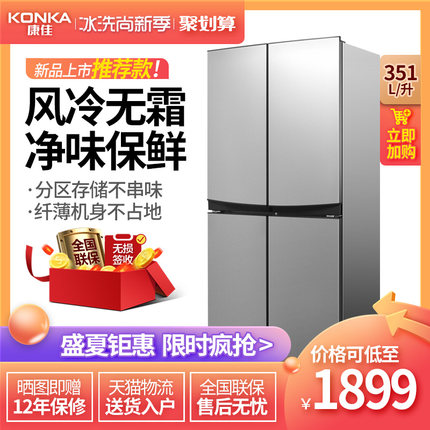 KONKA
康佳
冰洗尚新季
聚划算
新品上市推荐款!
351
L/升
立即
加购
风冷无霜
净味保鲜
·分区存储不串味
·纤薄机身不占地
全国
联保
无损
签收
盛夏钜惠 限时疯抢>
价格可低至
¥1899
晒图即赠
12年保修
天猫物流
送货入户
全国联保
售后无忧